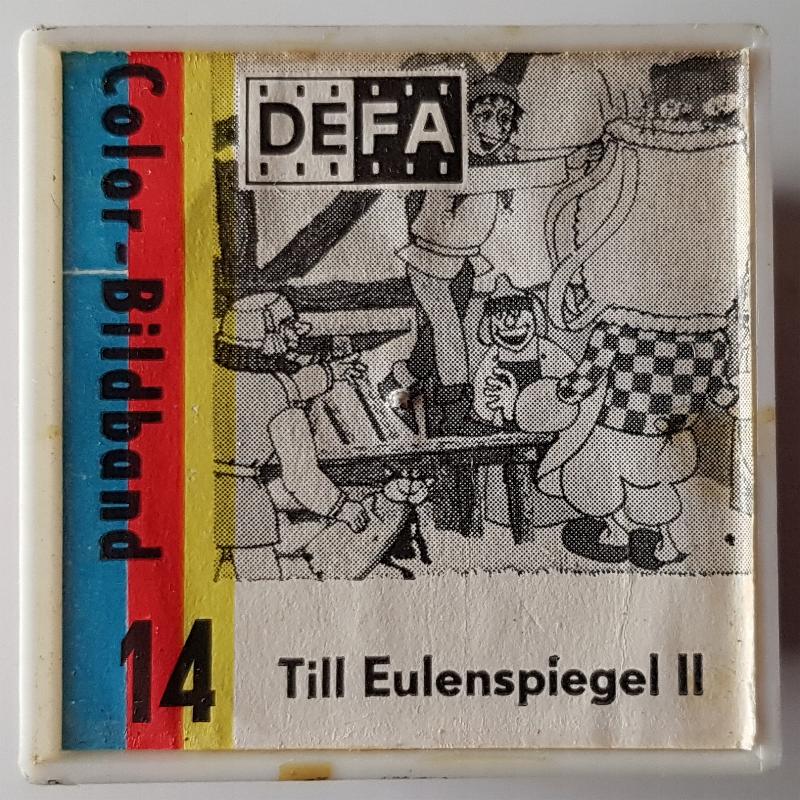 DEFA
Color-Bildband
14
Till Eulenspiegel II